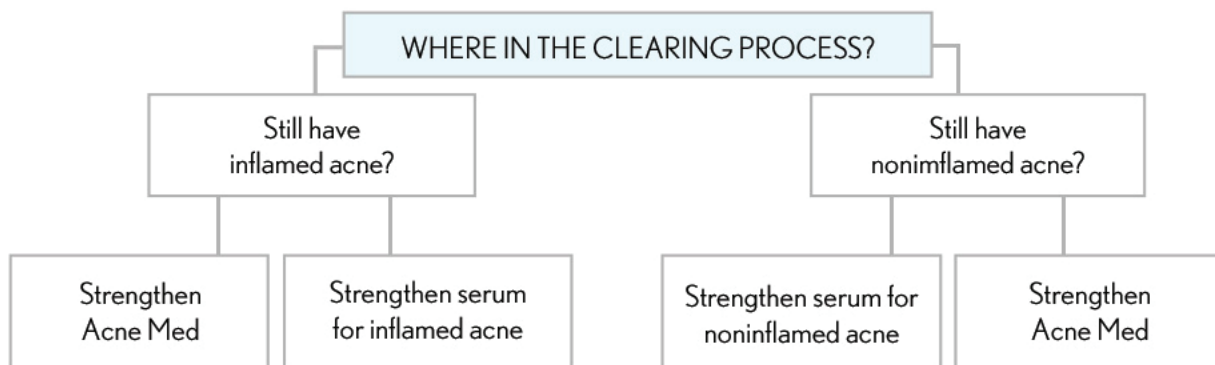 WHERE IN THE CLEARING PROCESS?
Still have
inflamed acne?
Still have
nonimflamed acne?
Strengthen
Acne Med
Strengthen serum
for inflamed acne
Strengthen serum for
noninflamed acne
Strengthen
Acne Med